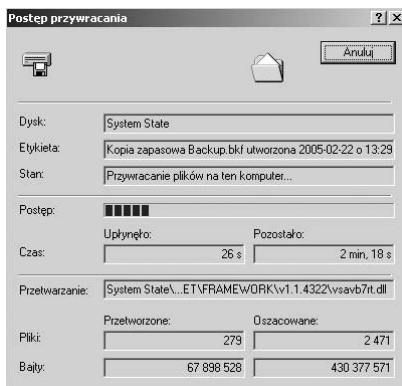 Postęp przywracania
Anuluj
Dysk: System State
Etykieta: Kopia zapasowa Backup.bkf utworzona 2005-02-22 o 13:29
Stan: Przywracanie plików na ten komputer...
Postęp:
Upłynęło: Pozostało:
Czas: 26 s 2 min, 18 s
Przetwarzanie: System State\...ET\FRAMEWORK\v1.1.4322\vsavb7rt.dll
Przetworzone: Oszacowane:
Pliki: 279 2 471
Bajty: 67 898 528 430 377 571